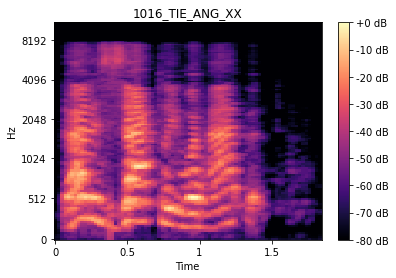 1016_TIE_ANG_XX
+0 dB
8192
-10 dB
4096
-20 dB
-30 dB
2048
Hz
-40 dB
1024
-50 dB
512
-60 dB
-70 dB
0
-80 dB
0
0.5
1
1.5
Time